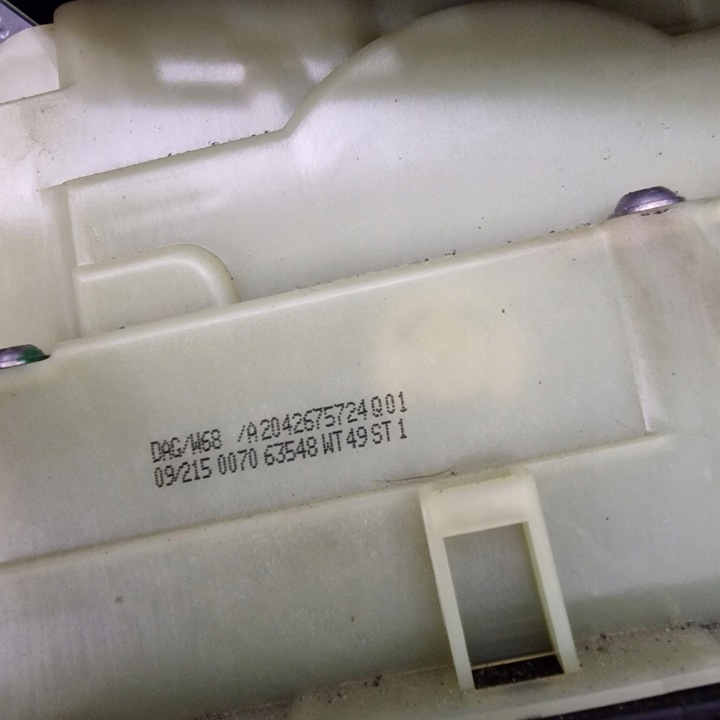 DAG/W68 /A2042675724Q01
09/215 0070 63548 WT49 ST1